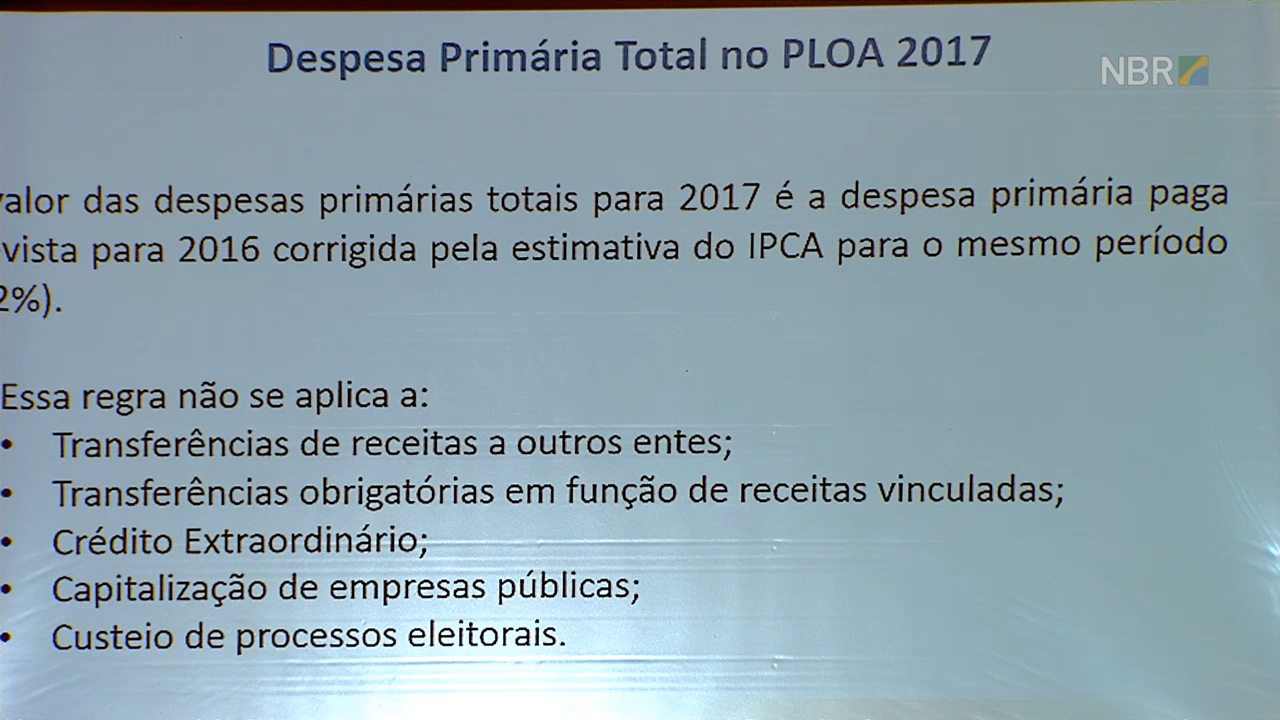 Despesa Primária Total no PLOA 2017
NBR
valor das despesas primárias totais para 2017 é a despesa primária paga
vista para 2016 corrigida pela estimativa do IPCA para o mesmo período
2%).
Essa regra não se aplica a:
• Transferências de receitas a outros entes;
• Transferências obrigatórias em função de receitas vinculadas;
• Crédito Extraordinário;
• Capitalização de empresas públicas;
• Custeio de processos eleitorais.